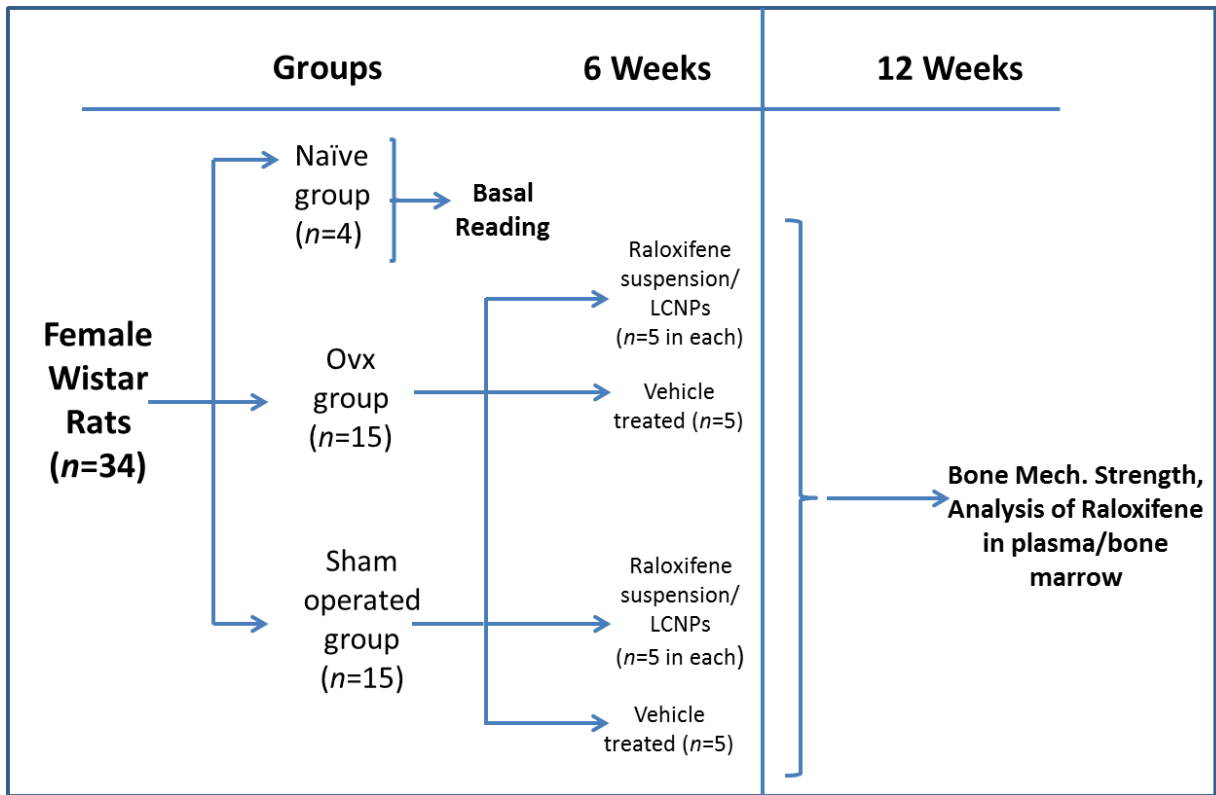 Groups
6 Weeks
12 Weeks
Naïve
group
(n=4)
Basal
Reading
Female
Wistar
Rats
(n=34)
Ovx
group
(n=15)
Sham
operated
group
(n=15)
Raloxifene
suspension/
LCNPs
(n=5 in each)
Vehicle
treated (n=5)
Raloxifene
suspension/
LCNPs
(n=5 in each)
Vehicle
treated (n=5)
Bone Mech. Strength,
Analysis of Raloxifene
in plasma/bone
marrow